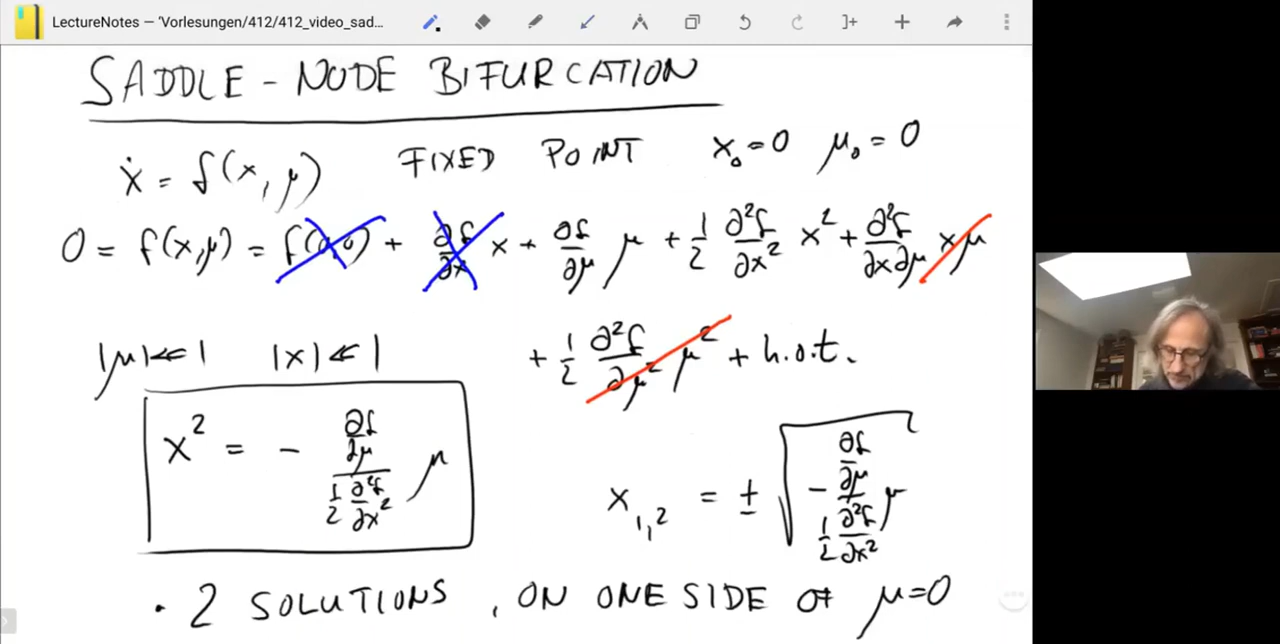 LectureNotes — ‘Vorlesungen/412/412_video_sad…
SADDLE-NODE BIFURCATION
ẋ = f(x,μ) FIXED POINT x₀=0 μ₀=0
0 = f(x,μ) = f(0,0) + ∂f/∂x x + ∂f/∂μ μ + 1/2 ∂²f/∂x² x² + ∂²f/∂x∂μ xμ
+ 1/2 ∂²f/∂μ² μ² + h.o.t.
|μ|≪1 |x|≪1
x² = - (∂f/∂μ)/(1/2 ∂²f/∂x²) μ
x₁,₂ = ± √(-(∂f/∂μ)/(1/2 ∂²f/∂x²) μ)
· 2 SOLUTIONS, ON ONE SIDE OF μ=0